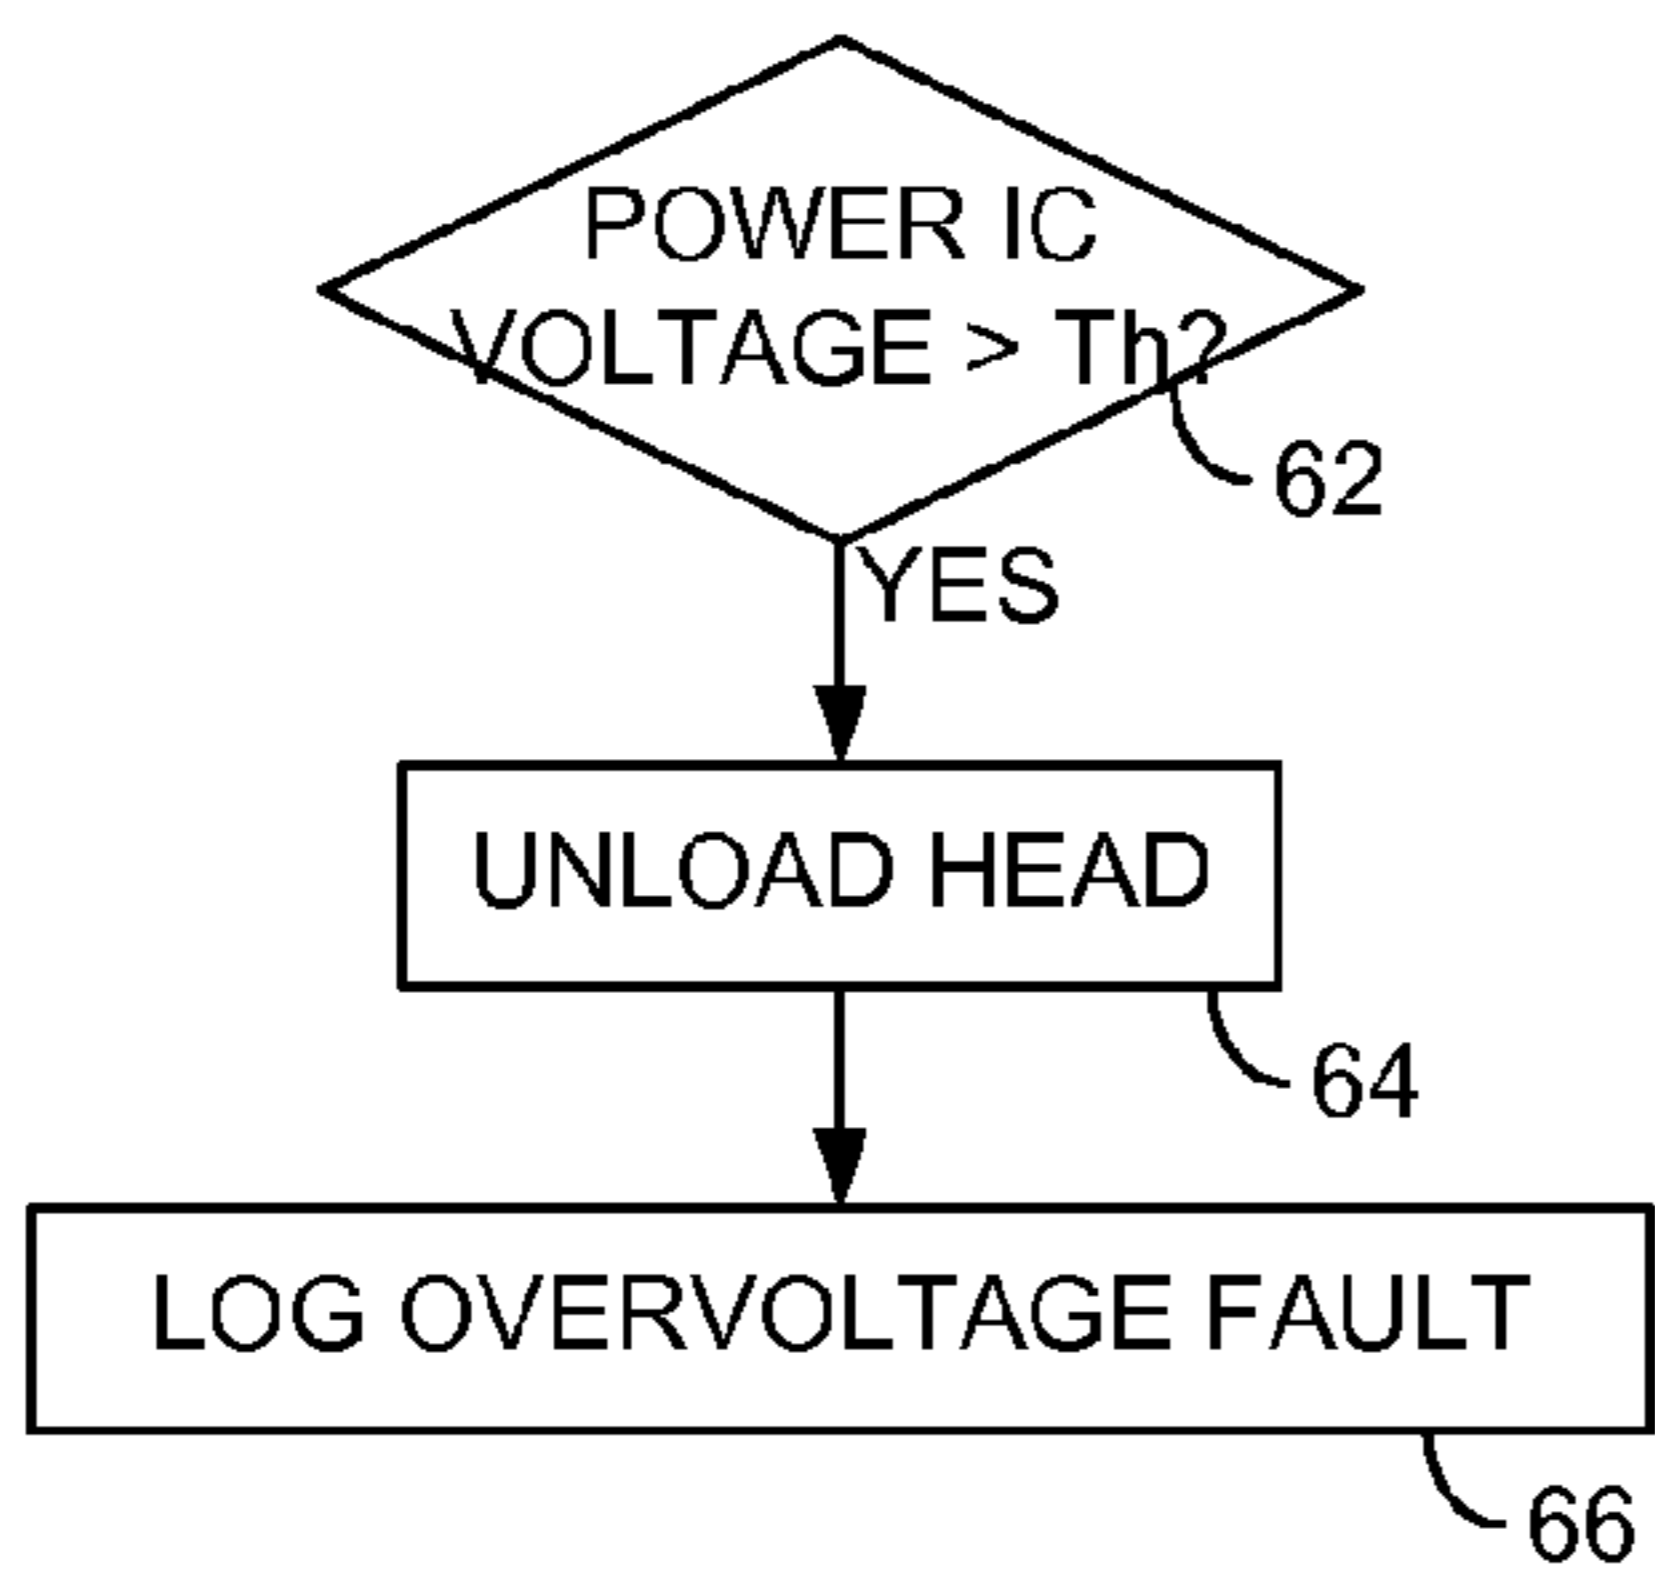 POWER IC
VOLTAGE > Th?
62
YES
UNLOAD HEAD
64
LOG OVERVOLTAGE FAULT
66